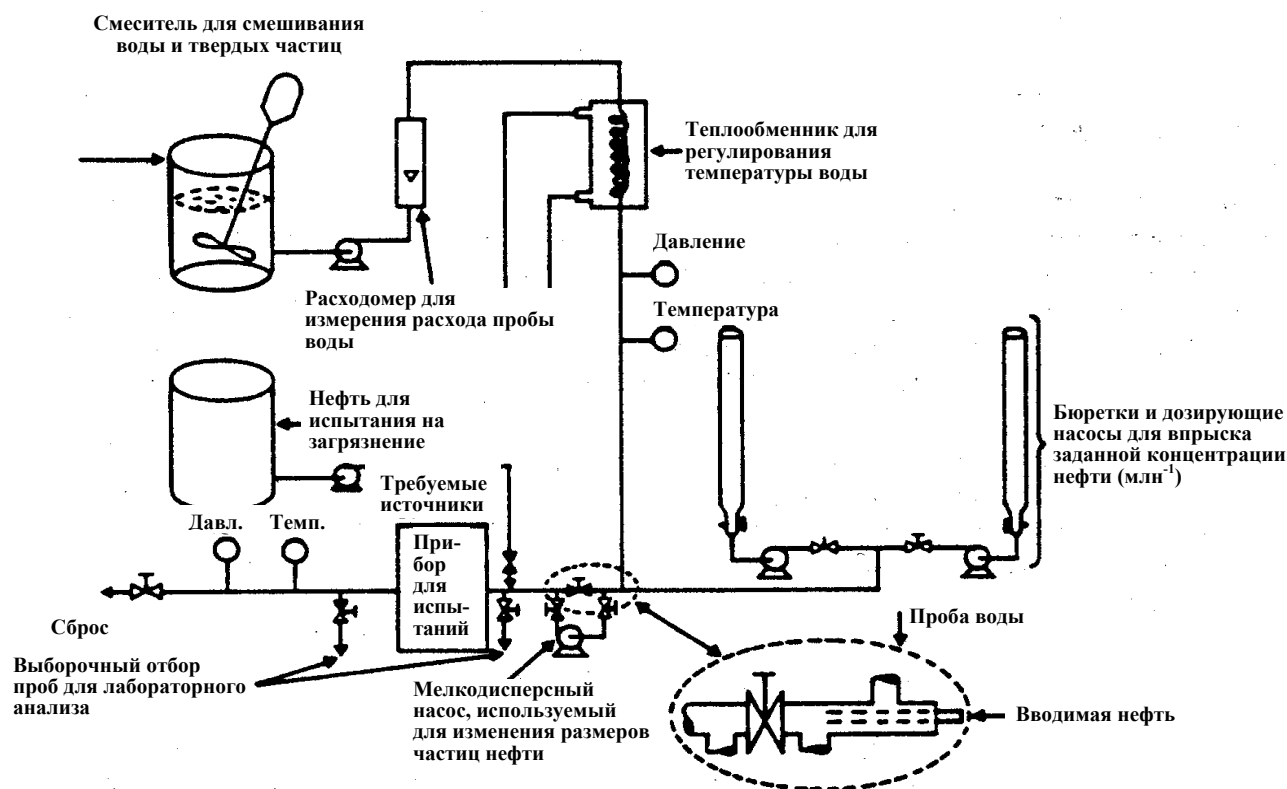 Смеситель для смешивания
воды и твердых частиц
Теплообменник для
регулирования
температуры воды
Давление
Расходомер для
измерения расхода пробы
воды
Температура
Нефть для
испытания на
загрязнение
Бюретки и дозирующие
насосы для впрыска
заданной концентрации
нефти (млн⁻¹)
Требуемые
источники
Давл.
Темп.
При-
бор
для
испы-
таний
Сброс
Проба воды
Выборочный отбор
проб для лабораторного
анализа
Мелкодисперсный
насос, используемый
для изменения размеров
частиц нефти
Вводимая нефть